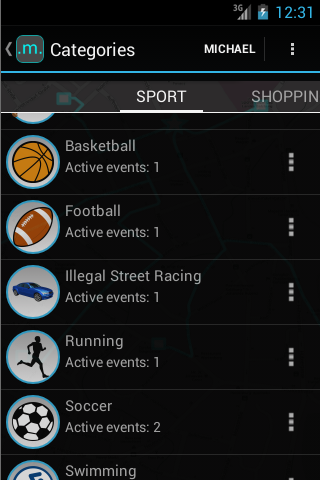 3G 12:31
.m. Categories MICHAEL
SPORT SHOPPIN
Basketball
Active events: 1
Football
Active events: 1
Illegal Street Racing
Active events: 1
Running
Active events: 1
Soccer
Active events: 2
Swimming